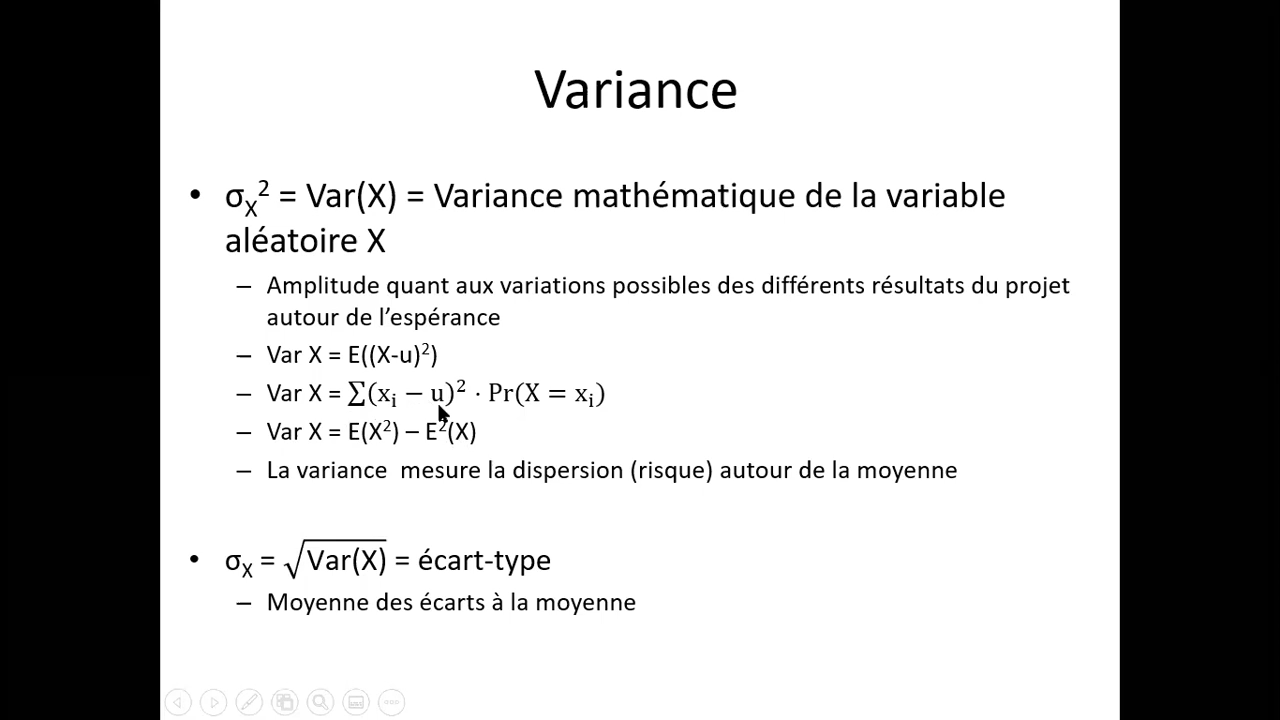 Variance
• σX² = Var(X) = Variance mathématique de la variable
aléatoire X
– Amplitude quant aux variations possibles des différents résultats du projet
autour de l’espérance
– Var X = E((X-u)²)
– Var X = ∑(xᵢ − u)² · Pr(X = xᵢ)
– Var X = E(X²) – E²(X)
– La variance  mesure la dispersion (risque) autour de la moyenne
• σX = √Var(X) = écart-type
– Moyenne des écarts à la moyenne